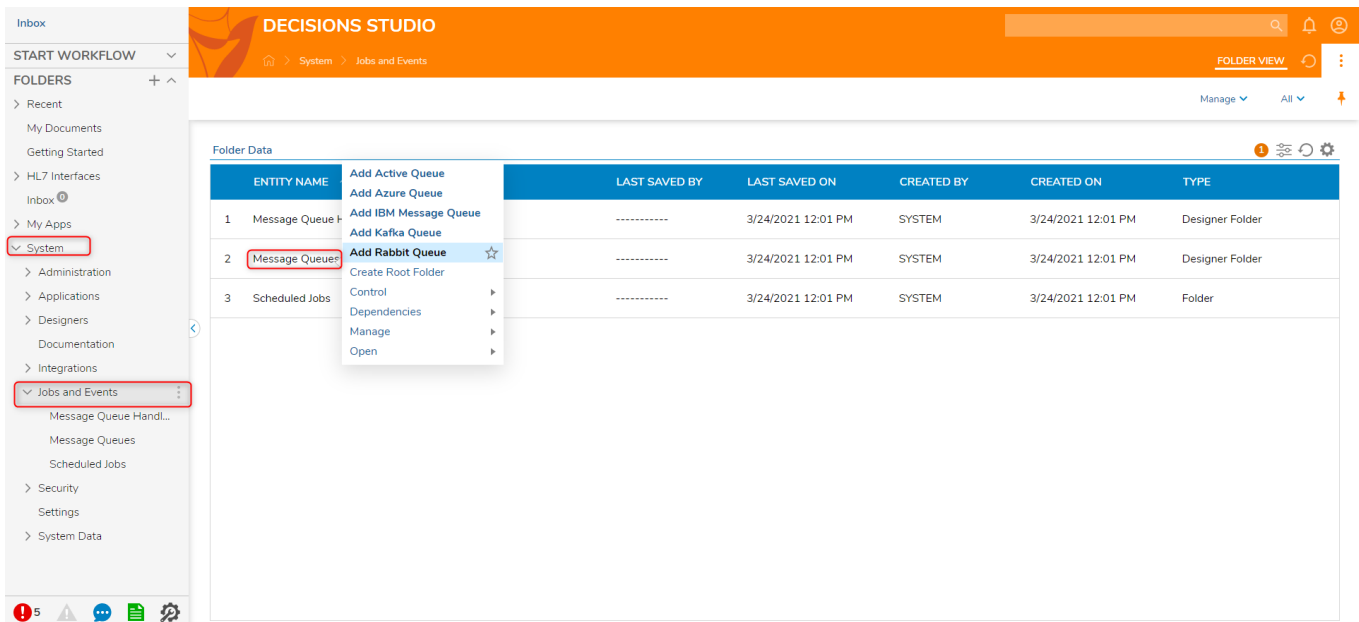 Inbox
DECISIONS STUDIO
START WORKFLOW
System > Jobs and Events
FOLDER VIEW
FOLDERS
Recent
My Documents
Getting Started
HL7 Interfaces
Inbox 0
My Apps
System
Administration
Applications
Designers
Documentation
Integrations
Jobs and Events
Message Queue Handl...
Message Queues
Scheduled Jobs
Security
Settings
System Data
5
Manage
All
Folder Data
1
ENTITY NAME LAST SAVED BY LAST SAVED ON CREATED BY CREATED ON TYPE
1 Message Queue H ----------- 3/24/2021 12:01 PM SYSTEM 3/24/2021 12:01 PM Designer Folder
2 Message Queues ----------- 3/24/2021 12:01 PM SYSTEM 3/24/2021 12:01 PM Designer Folder
3 Scheduled Jobs ----------- 3/24/2021 12:01 PM SYSTEM 3/24/2021 12:01 PM Folder
Add Active Queue
Add Azure Queue
Add IBM Message Queue
Add Kafka Queue
Add Rabbit Queue
Create Root Folder
Control
Dependencies
Manage
Open